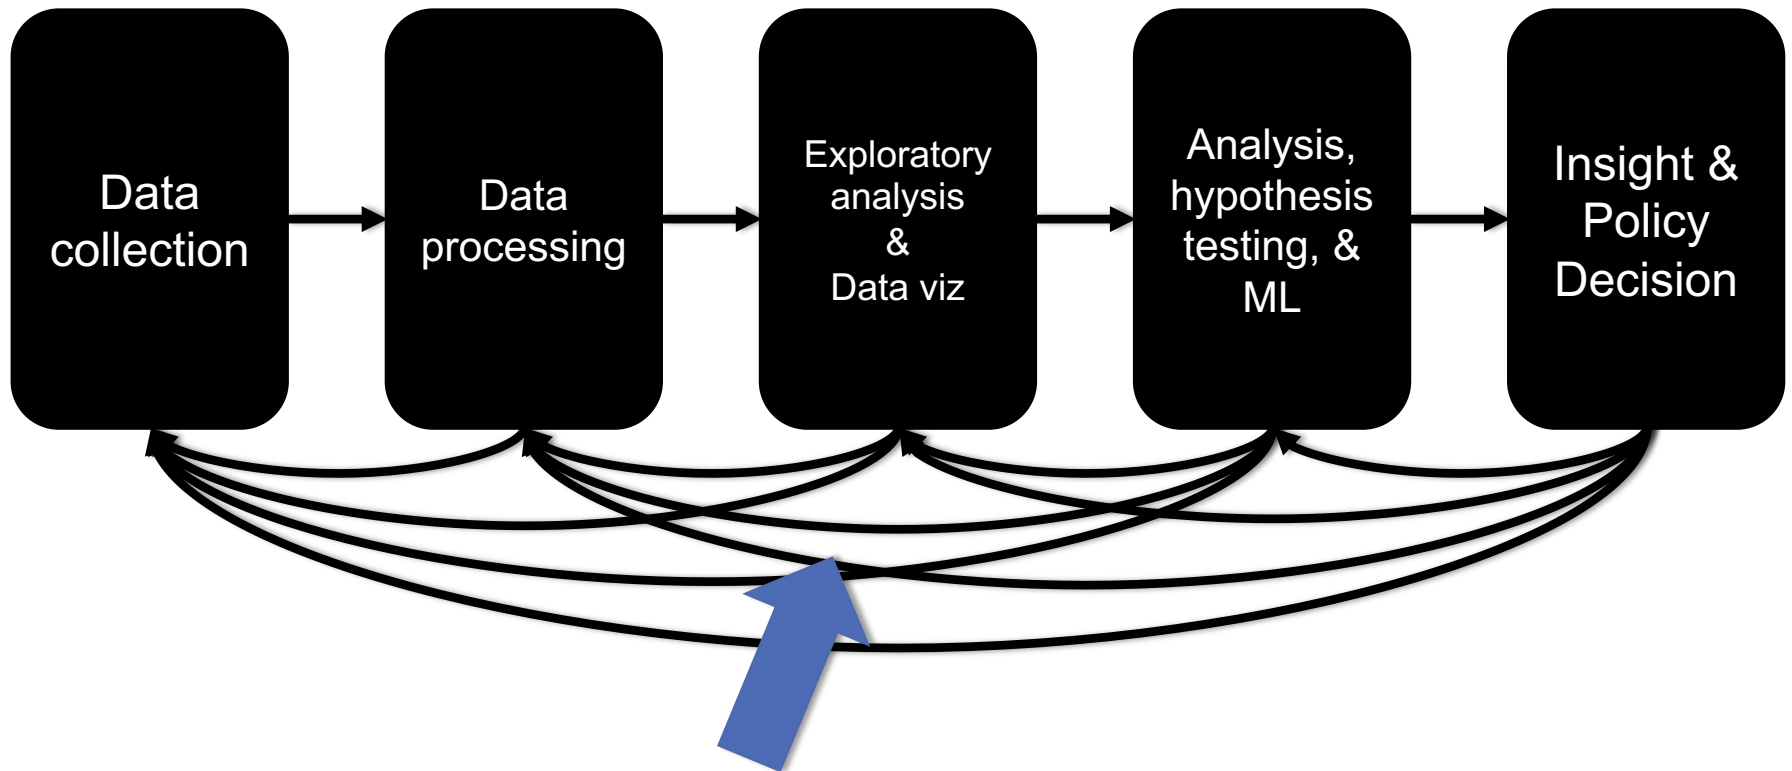 Data
collection
Data
processing
Exploratory
analysis
&
Data viz
Analysis,
hypothesis
testing, &
ML
Insight &
Policy
Decision